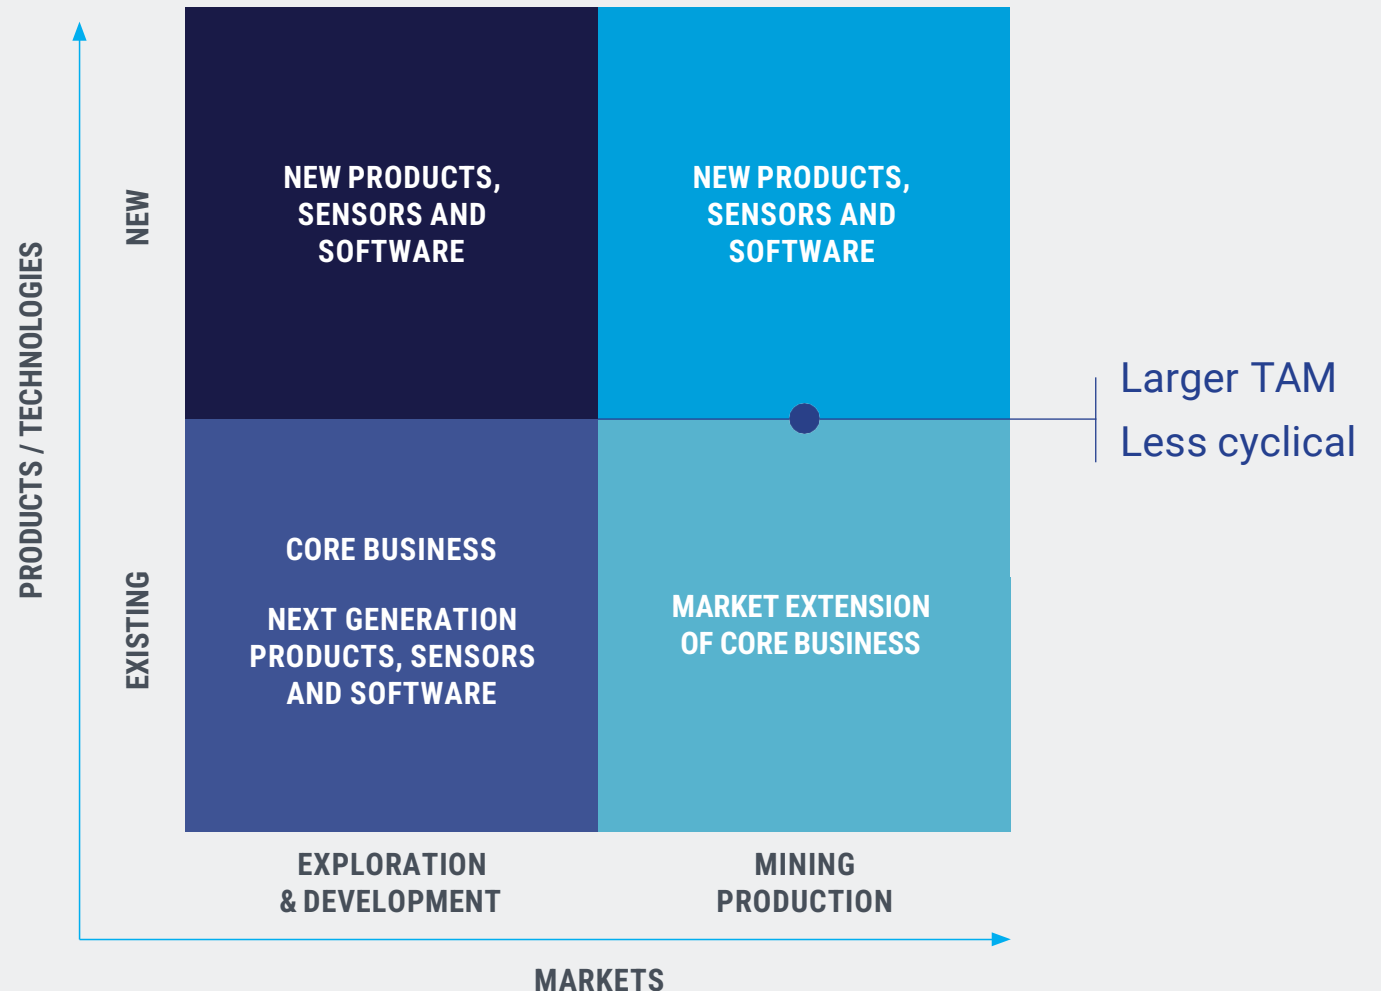 PRODUCTS / TECHNOLOGIES
NEW
EXISTING
NEW PRODUCTS,
SENSORS AND
SOFTWARE
NEW PRODUCTS,
SENSORS AND
SOFTWARE
Larger TAM
Less cyclical
CORE BUSINESS
NEXT GENERATION
PRODUCTS, SENSORS
AND SOFTWARE
MARKET EXTENSION
OF CORE BUSINESS
EXPLORATION
& DEVELOPMENT
MINING
PRODUCTION
MARKETS